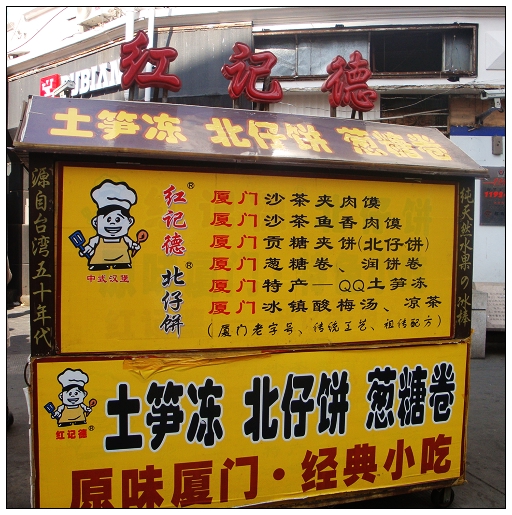 红记德
土笋冻 北仔饼 葱糖卷
源自台湾五十年代
红记德® 北仔饼®
中式汉堡
厦门沙茶夹肉馍
厦门沙茶鱼香肉馍
厦门贡糖夹饼(北仔饼)
厦门葱糖卷、润饼卷
厦门特产—QQ土笋冻
厦门冰镇酸梅汤、凉茶
(厦门老字号、传统工艺、祖传配方)
纯天然水果の冰棒
红记德®
土笋冻 北仔饼 葱糖卷
原味厦门·经典小吃